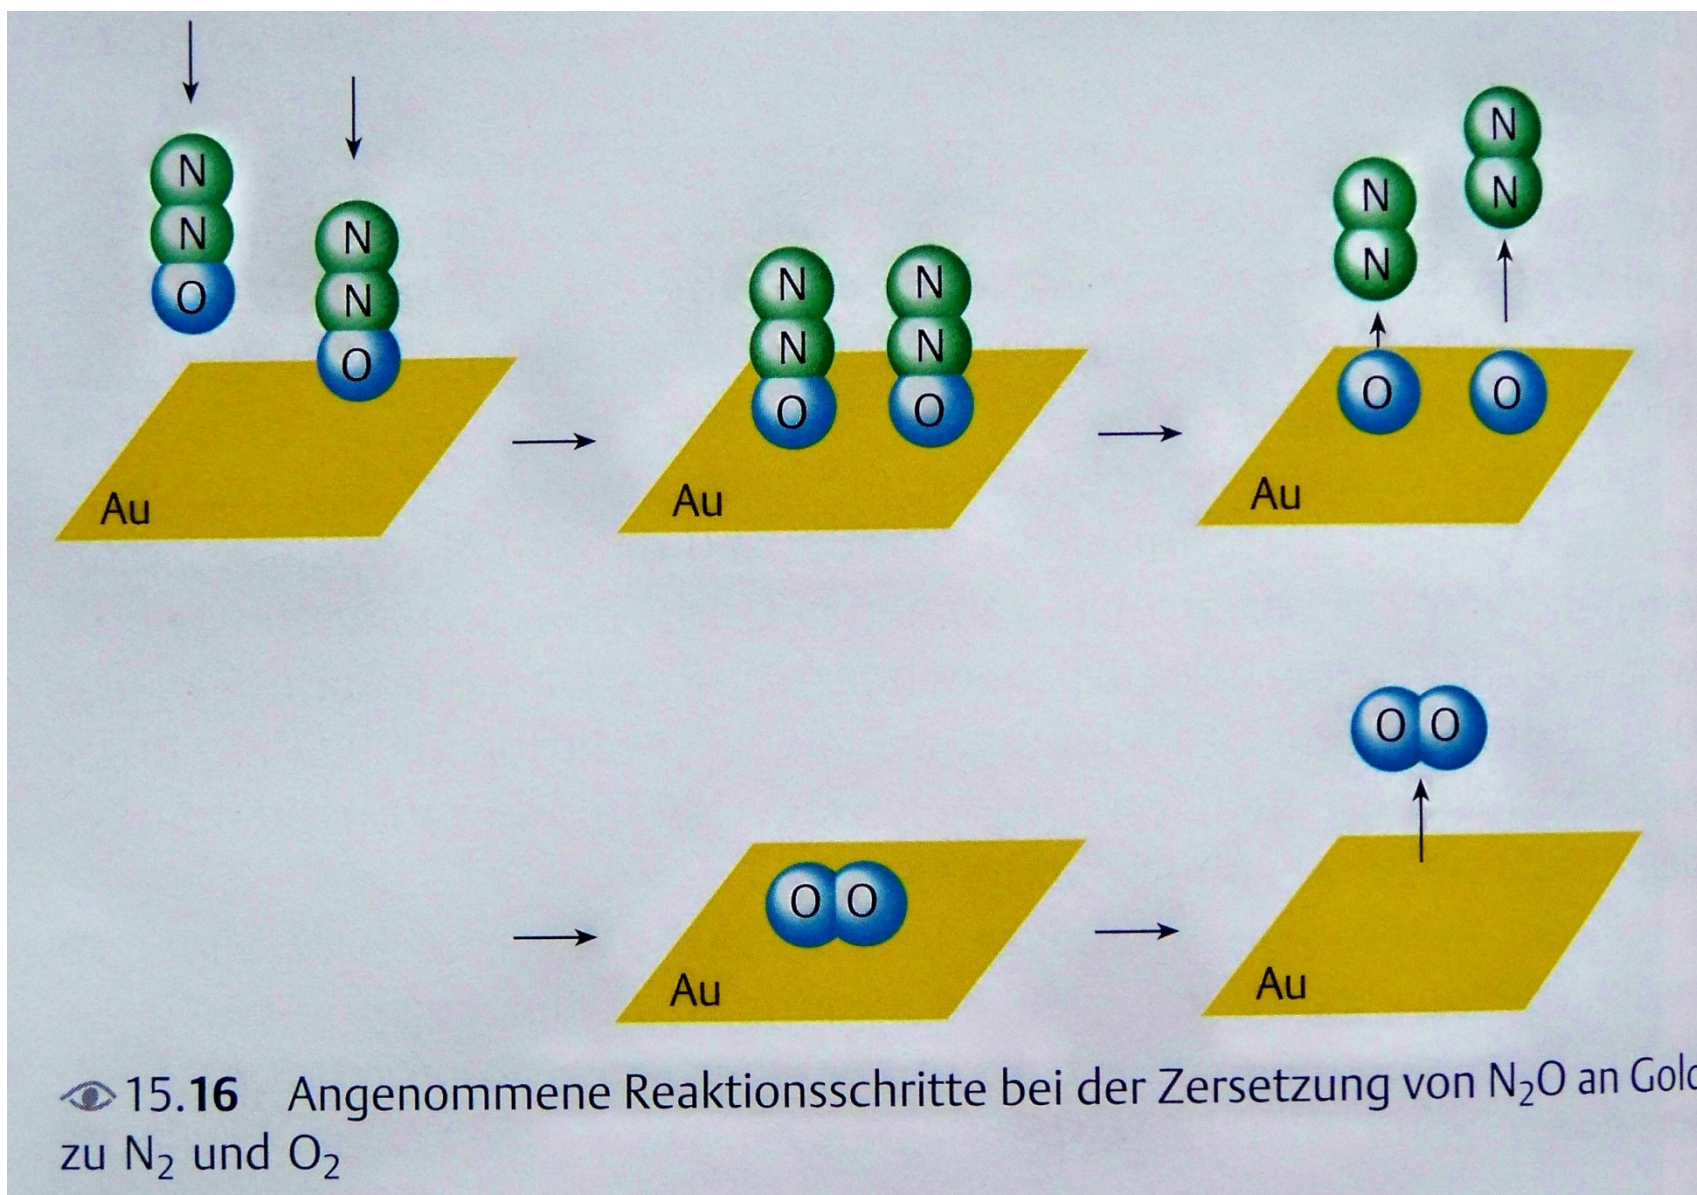 N
N
O
N
N
O
Au
N
N
O
N
N
O
Au
N
N
O
N
N
O
Au
O O
Au
O O
Au
15.16 Angenommene Reaktionsschritte bei der Zersetzung von N₂O an Gold
zu N₂ und O₂